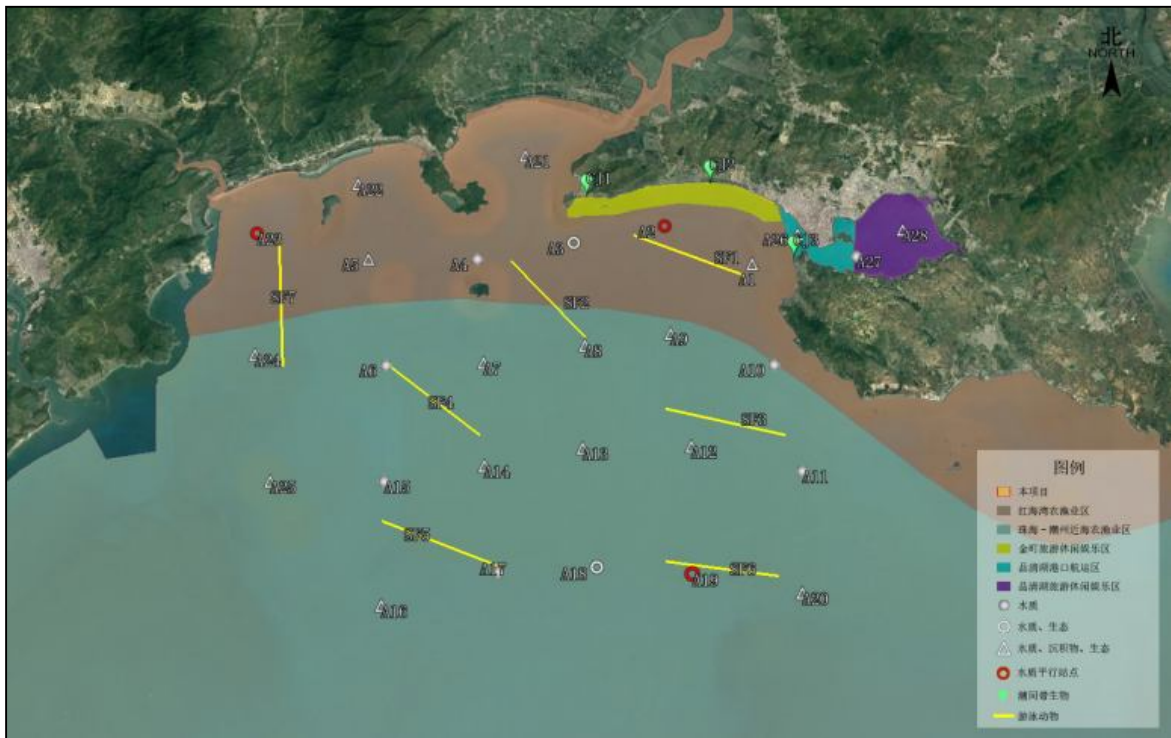 北
NORTH
A21
A22
CJ1
CJ2
A23
A5
A4
A3
A2
SF1
A1
A26
CJ3
A27
A28
SF7
SF2
A24
A6
A7
A8
A9
A10
SF4
SF3
A25
A15
A14
A13
A12
A11
SF5
A17
A18
A19
SF6
A16
A20
图例
本项目
红海湾农渔业区
珠海-潮州近海农渔业区
金町旅游休闲娱乐区
品清湖港口航运区
品清湖旅游休闲娱乐区
水质
水质、生态
水质、沉积物、生态
水质平行站点
潮间带生物
游泳动物